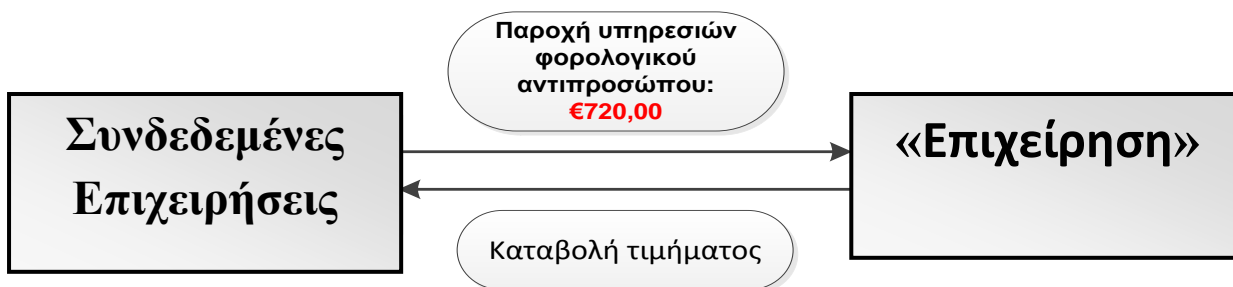 Παροχή υπηρεσιών
φορολογικού
αντιπροσώπου:
€720,00
Συνδεδεμένες
Επιχειρήσεις
«Επιχείρηση»
Καταβολή τιμήματος